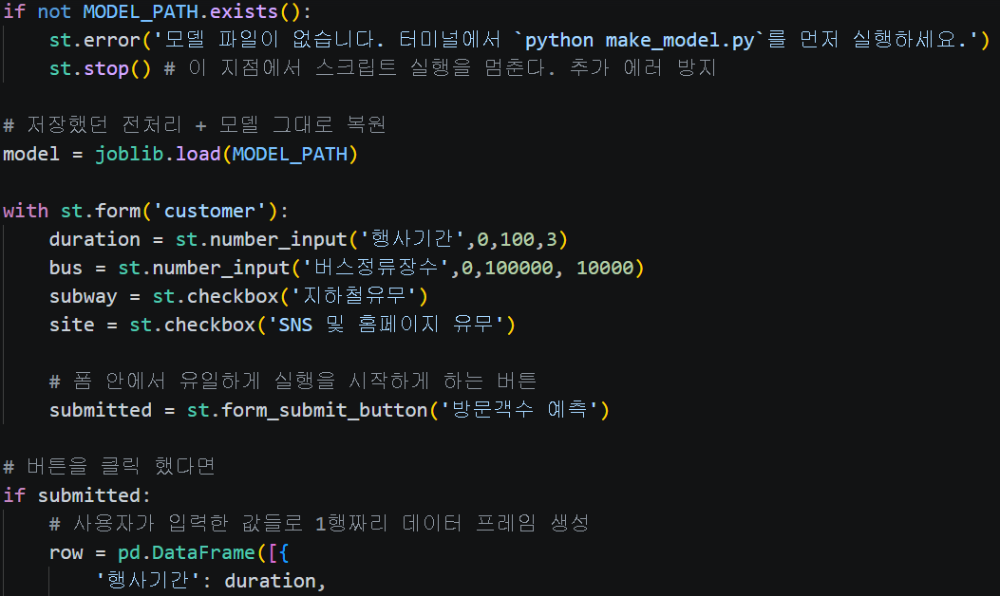 if not MODEL_PATH.exists():
    st.error('모델 파일이 없습니다. 터미널에서 `python make_model.py`를 먼저 실행하세요.')
    st.stop() # 이 지점에서 스크립트 실행을 멈춘다. 추가 에러 방지
# 저장했던 전처리 + 모델 그대로 복원
model = joblib.load(MODEL_PATH)
with st.form('customer'):
    duration = st.number_input('행사기간',0,100,3)
    bus = st.number_input('버스정류장수',0,100000, 10000)
    subway = st.checkbox('지하철유무')
    site = st.checkbox('SNS 및 홈페이지 유무')
    # 폼 안에서 유일하게 실행을 시작하게 하는 버튼
    submitted = st.form_submit_button('방문객수 예측')
# 버튼을 클릭 했다면
if submitted:
    # 사용자가 입력한 값들로 1행짜리 데이터 프레임 생성
    row = pd.DataFrame([{
        '행사기간': duration,